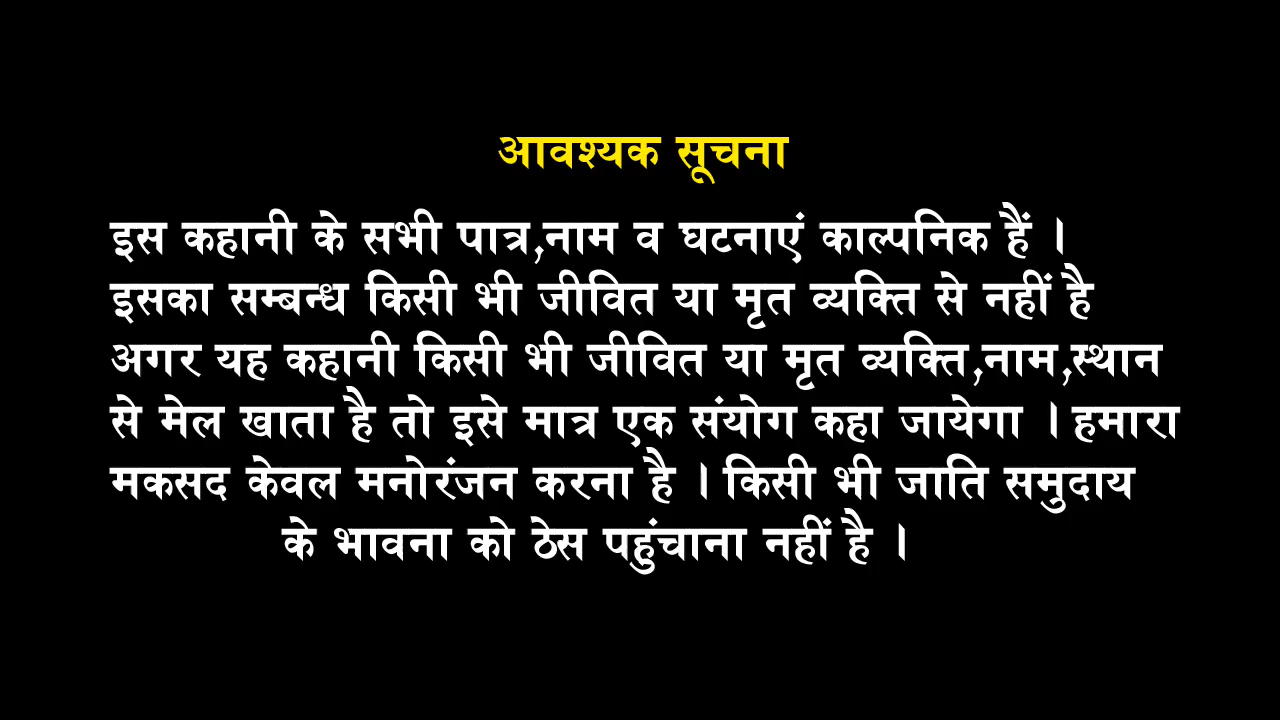 आवश्यक सूचना
इस कहानी के सभी पात्र,नाम व घटनाएं काल्पनिक हैं ।
इसका सम्बन्ध किसी भी जीवित या मृत व्यक्ति से नहीं है
अगर यह कहानी किसी भी जीवित या मृत व्यक्ति,नाम,स्थान
से मेल खाता है तो इसे मात्र एक संयोग कहा जायेगा । हमारा
मकसद केवल मनोरंजन करना है । किसी भी जाति समुदाय
के भावना को ठेस पहुंचाना नहीं है ।